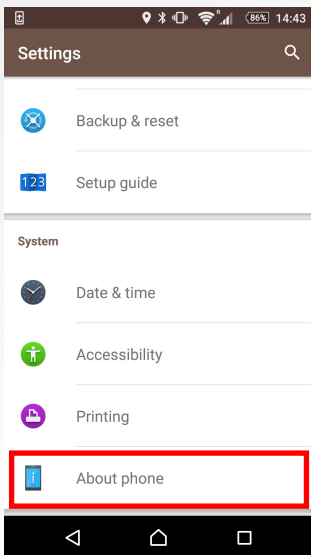 R
86%
14:43
Settings
Backup & reset
123
Setup guide
System
Date & time
Accessibility
Printing
i
About phone